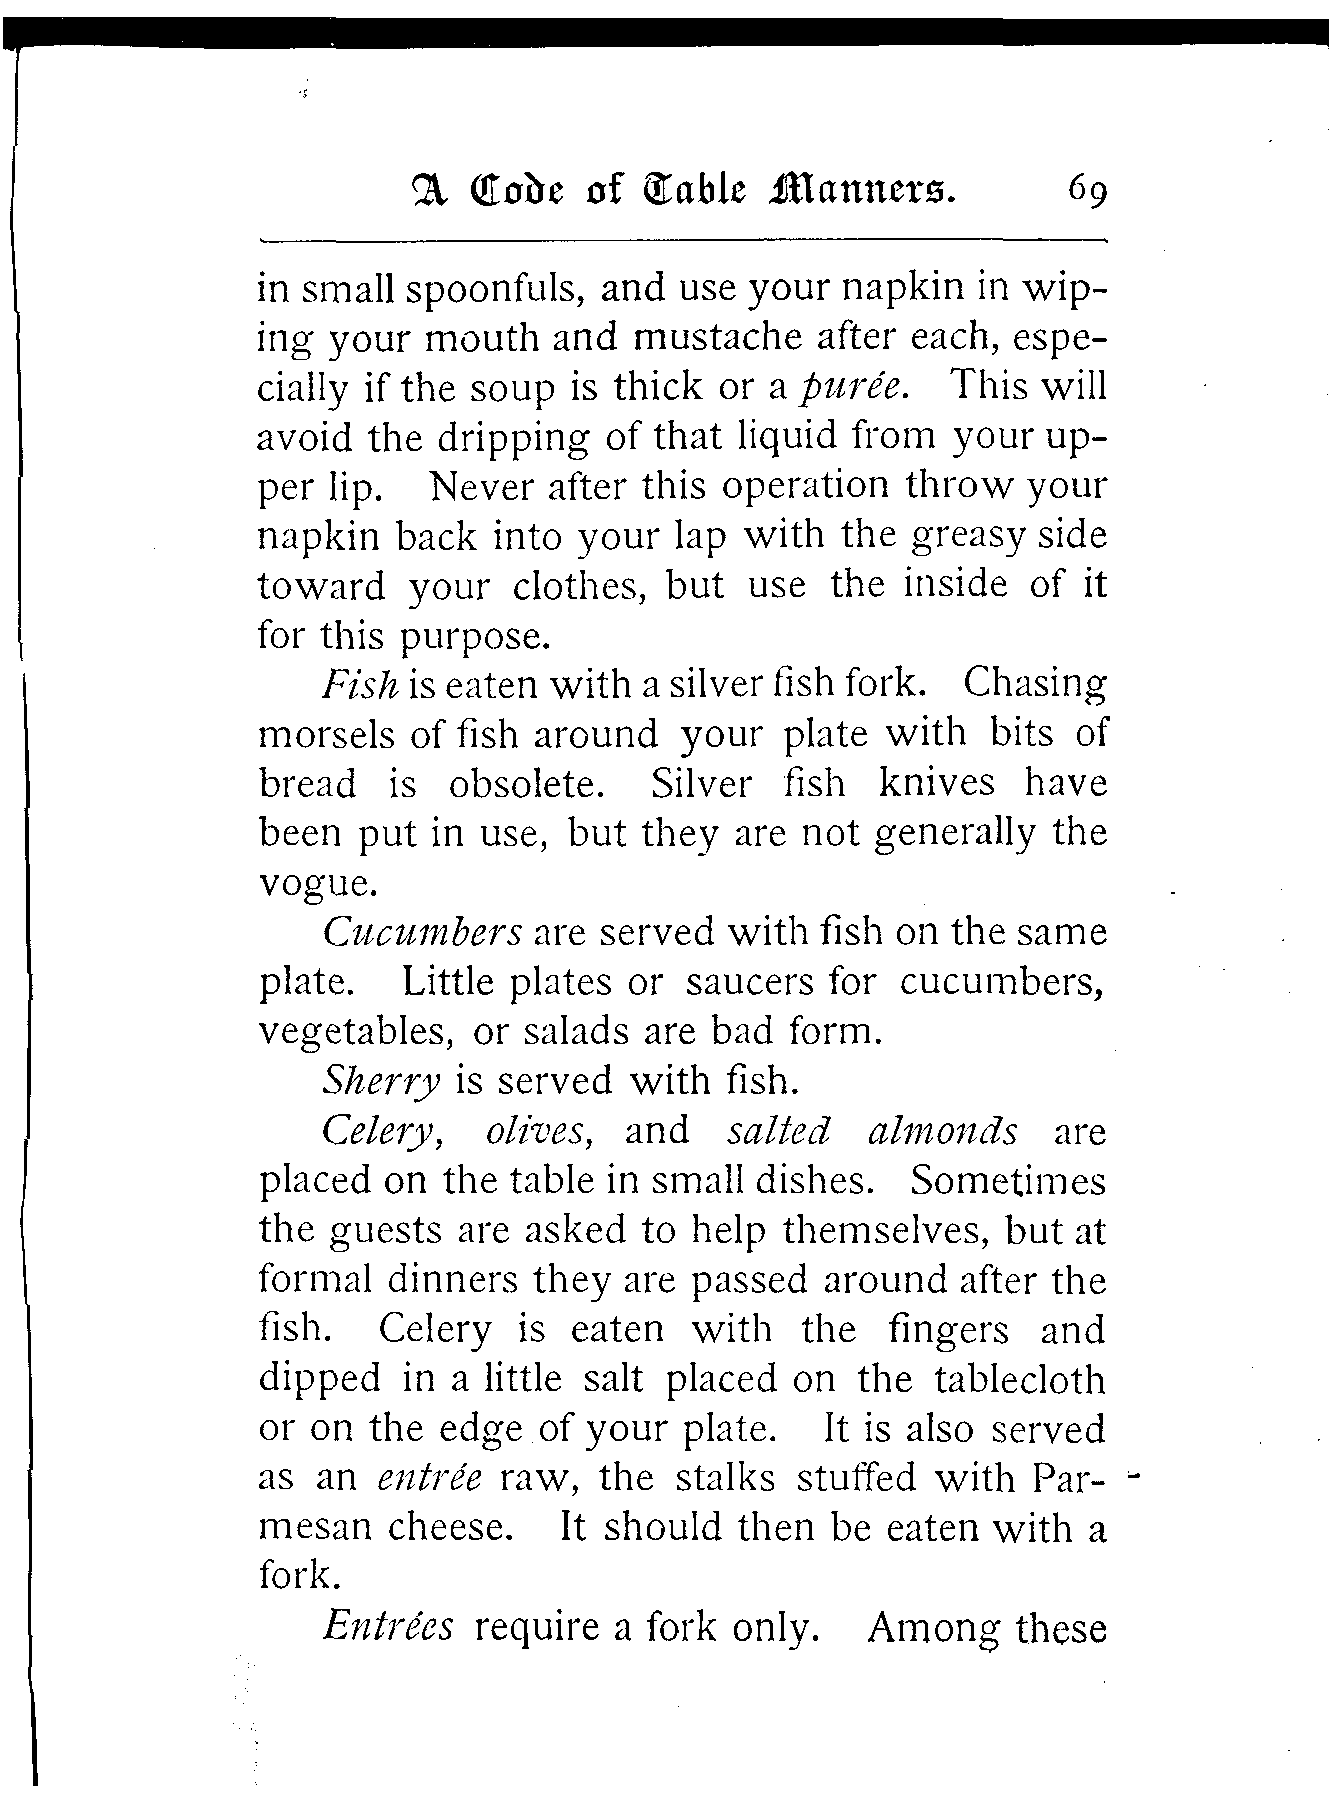 A Code of Table Manners. 69
in small spoonfuls, and use your napkin in wip-
ing your mouth and mustache after each, espe-
cially if the soup is thick or a purée. This will
avoid the dripping of that liquid from your up-
per lip. Never after this operation throw your
napkin back into your lap with the greasy side
toward your clothes, but use the inside of it
for this purpose.
Fish is eaten with a silver fish fork. Chasing
morsels of fish around your plate with bits of
bread is obsolete. Silver fish knives have
been put in use, but they are not generally the
vogue.
Cucumbers are served with fish on the same
plate. Little plates or saucers for cucumbers,
vegetables, or salads are bad form.
Sherry is served with fish.
Celery, olives, and salted almonds are
placed on the table in small dishes. Sometimes
the guests are asked to help themselves, but at
formal dinners they are passed around after the
fish. Celery is eaten with the fingers and
dipped in a little salt placed on the tablecloth
or on the edge of your plate. It is also served
as an entrée raw, the stalks stuffed with Par-
mesan cheese. It should then be eaten with a
fork.
Entrées require a fork only. Among these